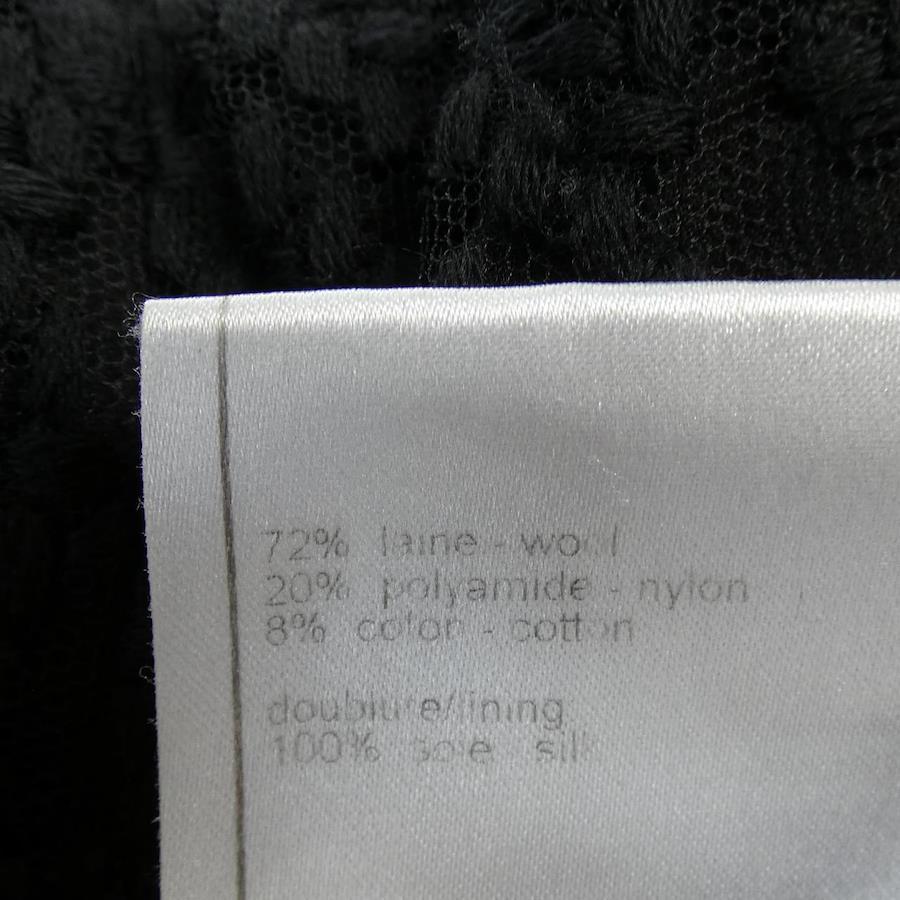 72% laine - wool
20% polyamide - nylon
8% coton - cotton
doublure/lining
100% soie silk